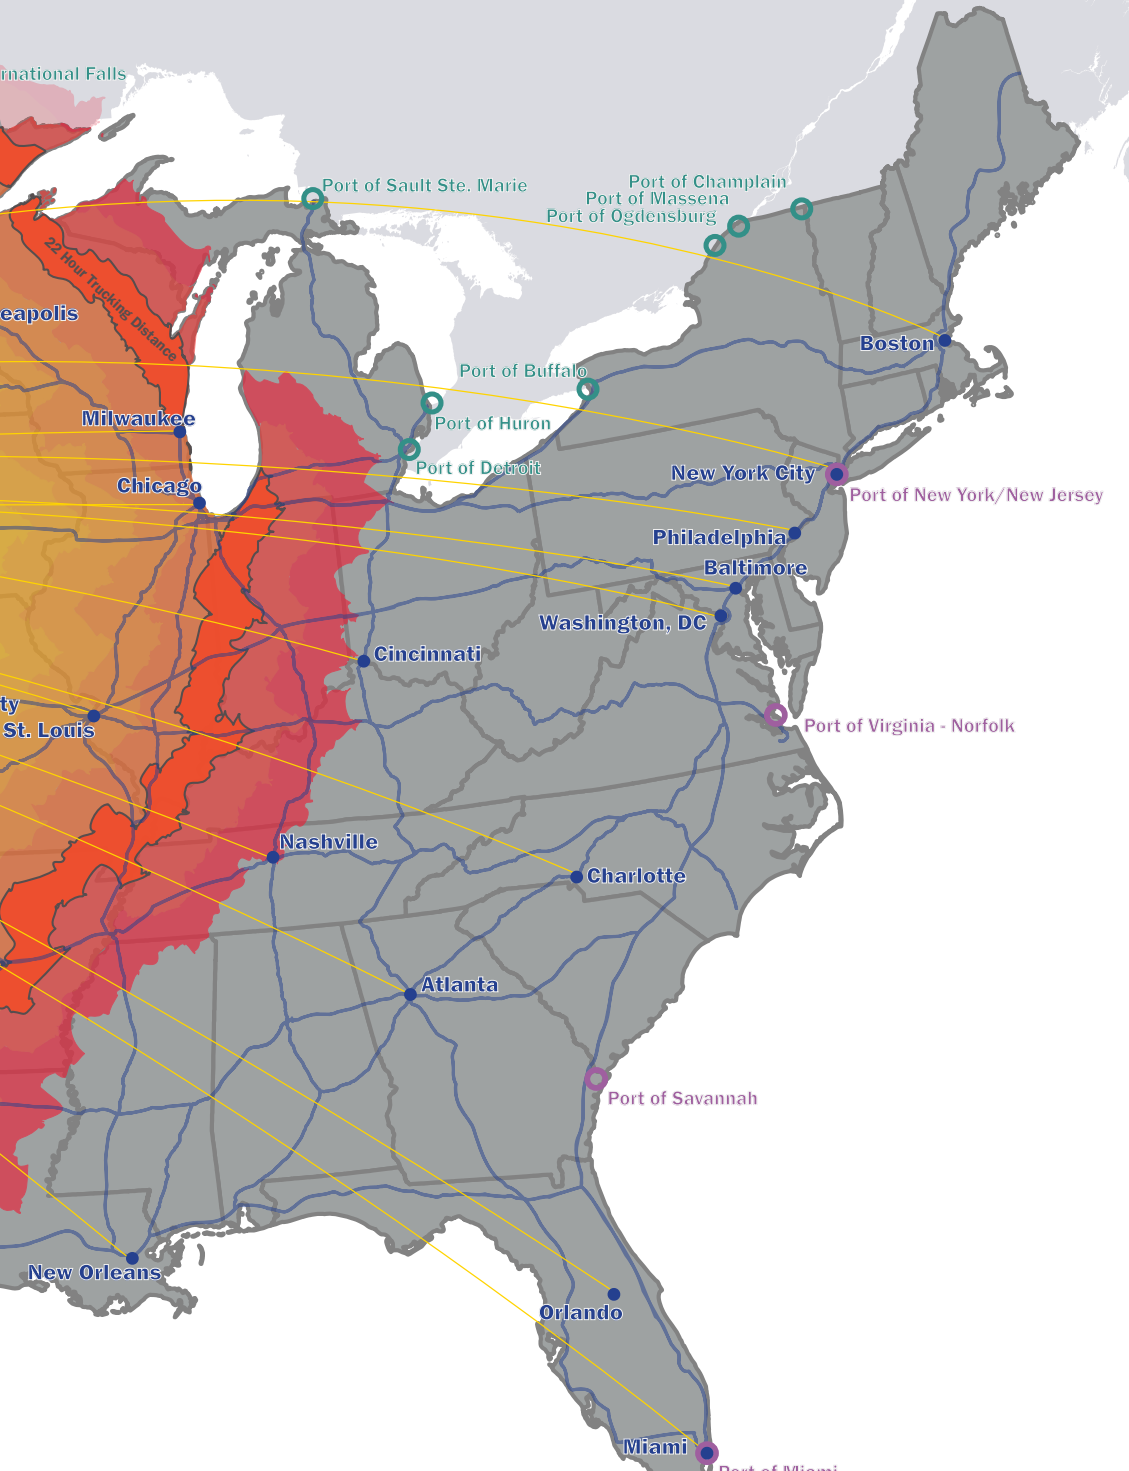 rnational Falls
Port of Sault Ste. Marie
Port of Champlain
Port of Massena
Port of Ogdensburg
22 Hour Trucking Distance
eapolis
Boston
Port of Buffalo
Milwaukee
Port of Huron
Port of Detroit
New York City
Chicago
Port of New York/New Jersey
Philadelphia
Baltimore
Washington, DC
Cincinnati
ty
St. Louis
Port of Virginia - Norfolk
Nashville
Charlotte
Atlanta
Port of Savannah
New Orleans
Orlando
Miami
Port of Miami